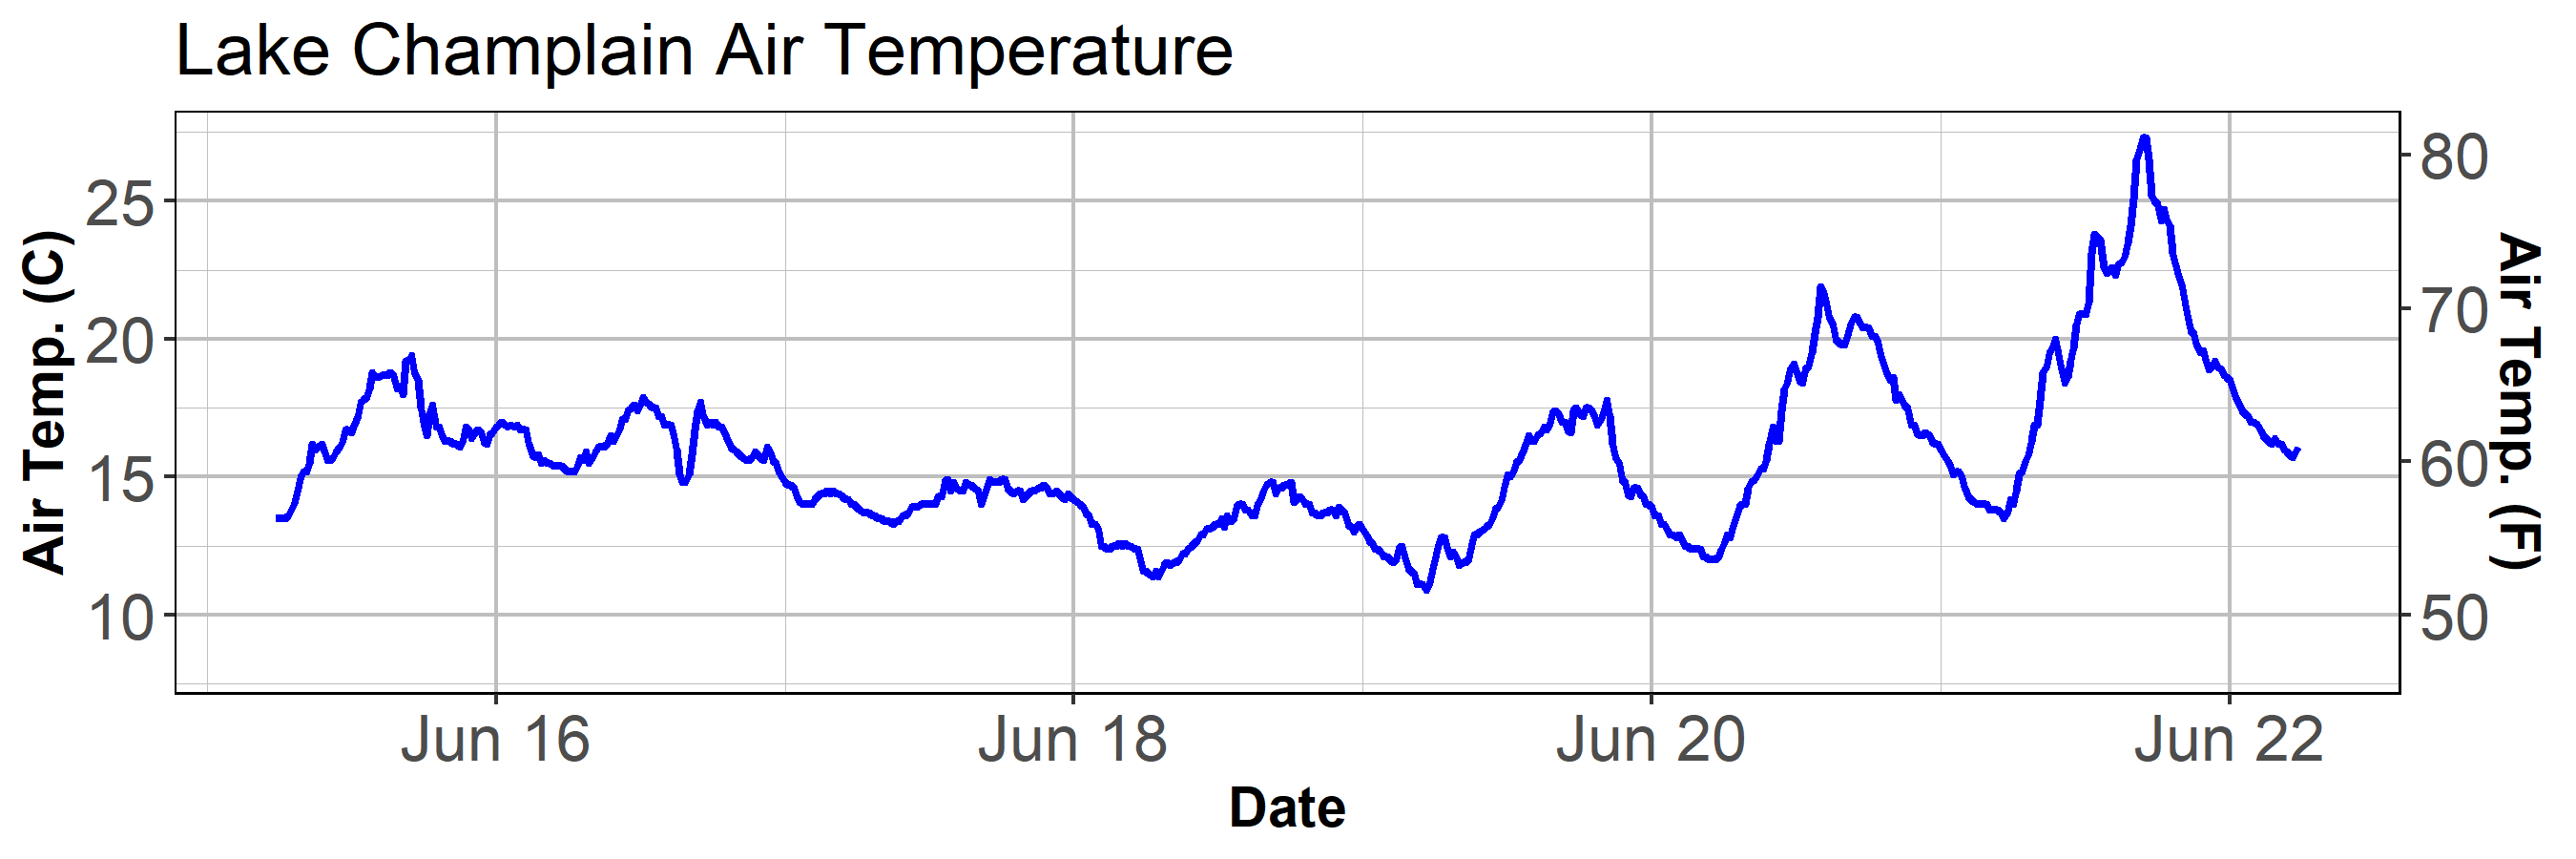 Lake Champlain Air Temperature
Air Temp. (C)
25
20
15
10
80
70
60
50
Air Temp. (F)
Jun 16
Jun 18
Jun 20
Jun 22
Date